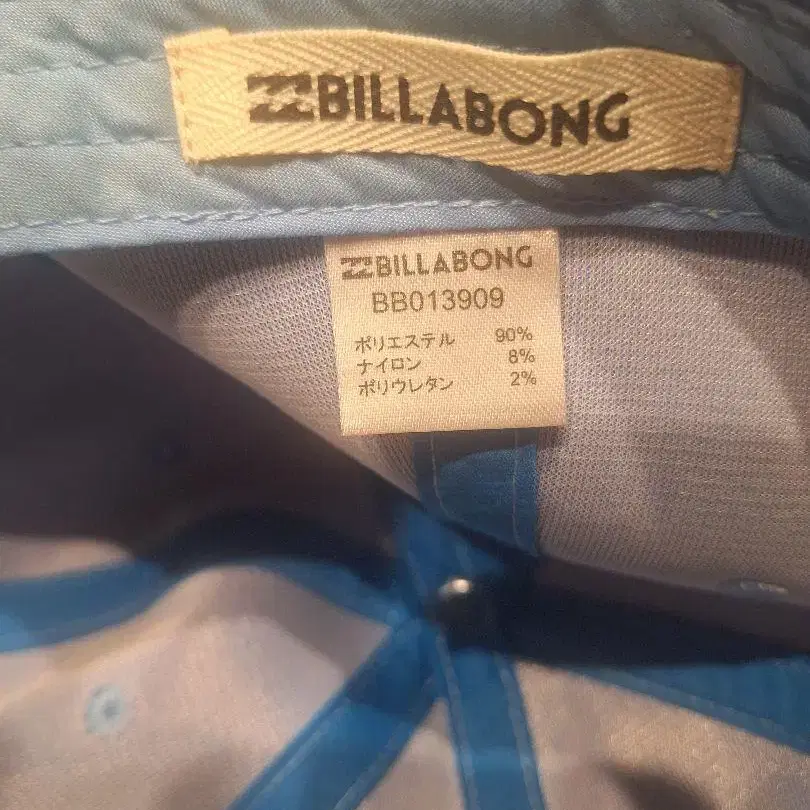 BILLABONG
BILLABONG
BB013909
ポリエステル 90%
ナイロン 8%
ポリウレタン 2%